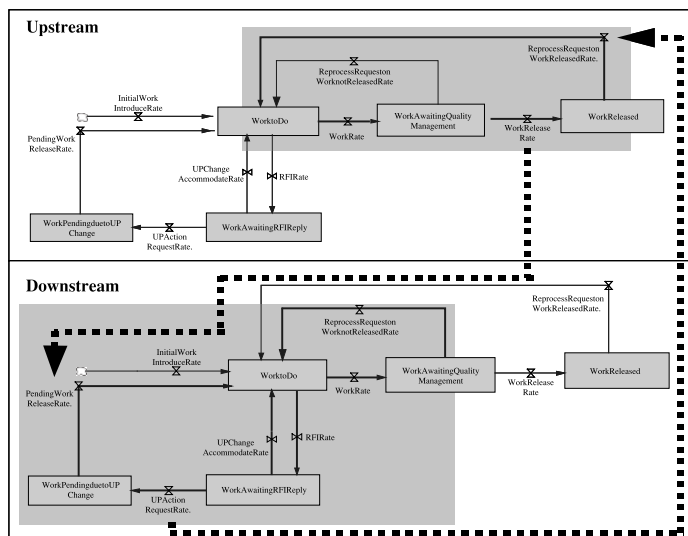 Upstream
ReprocessRequeston
WorkReleasedRate.
ReprocessRequeston
WorknotReleasedRate
InitialWork
IntroduceRate
PendingWork
ReleaseRate.
WorktoDo
WorkRate
WorkAwaitingQuality
Management
WorkRelease
Rate
WorkReleased
UPChange
AccommodateRate
RFIRate
WorkPendingduetoUP
Change
UPAction
RequestRate.
WorkAwaitingRFIReply
Downstream
ReprocessRequeston
WorkReleasedRate.
ReprocessRequeston
WorknotReleasedRate
InitialWork
IntroduceRate
PendingWork
ReleaseRate.
WorktoDo
WorkRate
WorkAwaitingQuality
Management
WorkRelease
Rate
WorkReleased
UPChange
AccommodateRate
RFIRate
WorkPendingduetoUP
Change
UPAction
RequestRate.
WorkAwaitingRFIReply